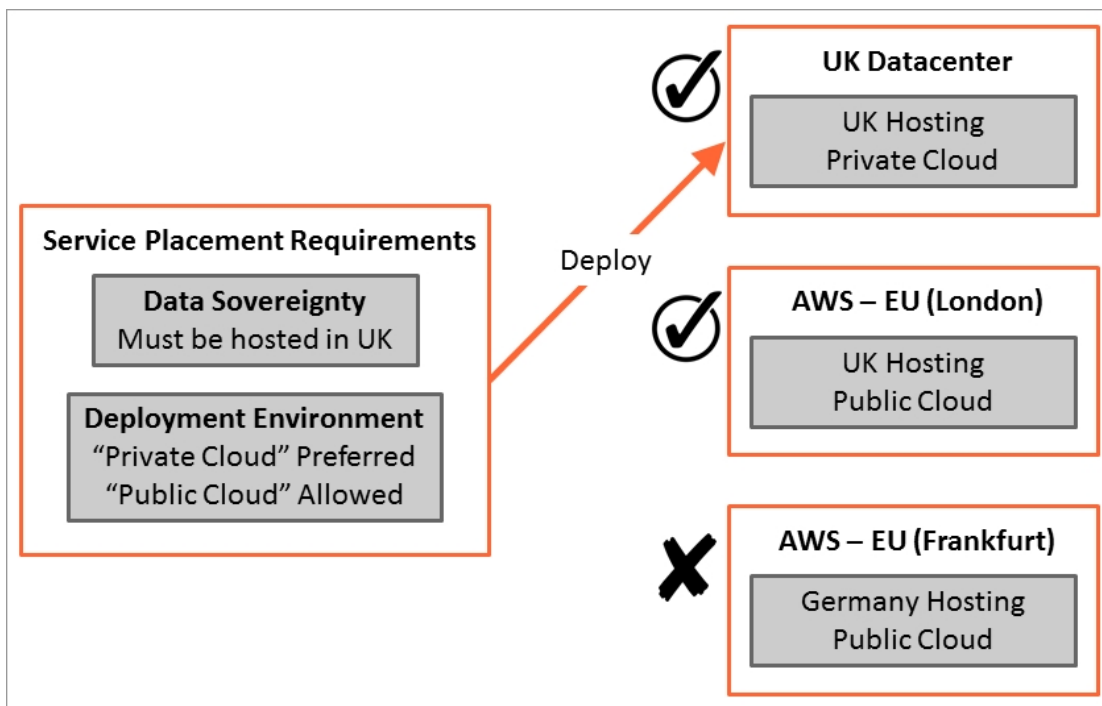 Service Placement Requirements
Data Sovereignty
Must be hosted in UK
Deployment Environment
“Private Cloud” Preferred
“Public Cloud” Allowed
Deploy
UK Datacenter
UK Hosting
Private Cloud
AWS – EU (London)
UK Hosting
Public Cloud
AWS – EU (Frankfurt)
Germany Hosting
Public Cloud